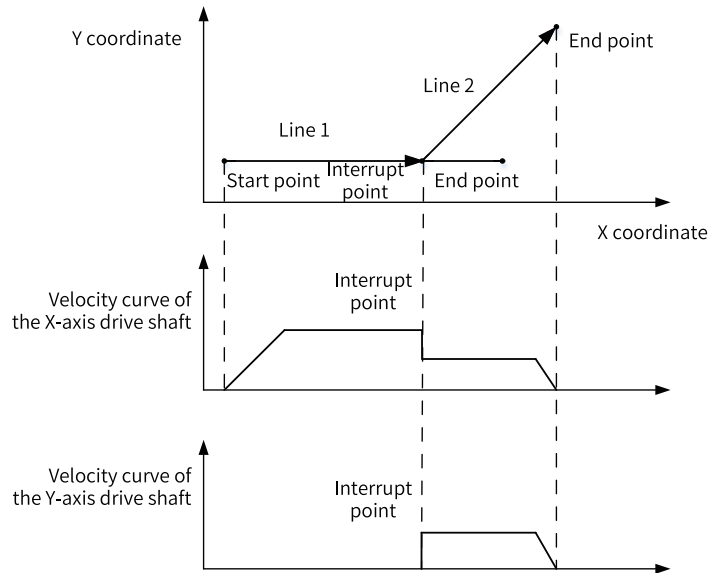 Y coordinate
End point
Line 2
Line 1
Start point
Interrupt
point
End point
X coordinate
Velocity curve of
the X-axis drive shaft
Interrupt
point
Velocity curve of
the Y-axis drive shaft
Interrupt
point